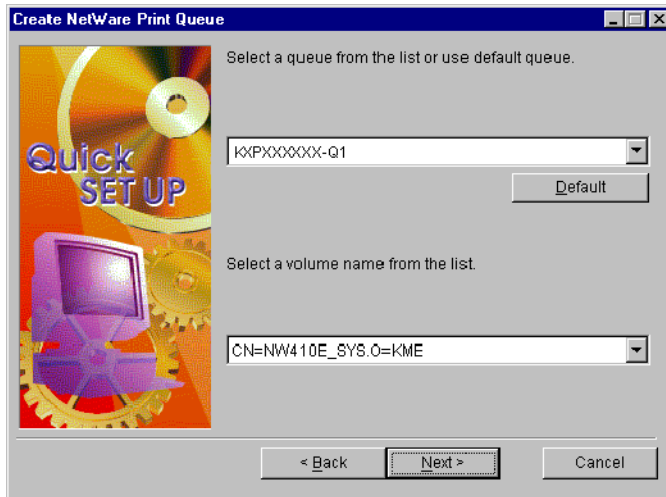 Create NetWare Print Queue
Select a queue from the list or use default queue.
KXPXXXXXX-Q1
Default
Quick
SET UP
Select a volume name from the list.
CN=NW410E_SYS.O=KME
< Back
Next >
Cancel